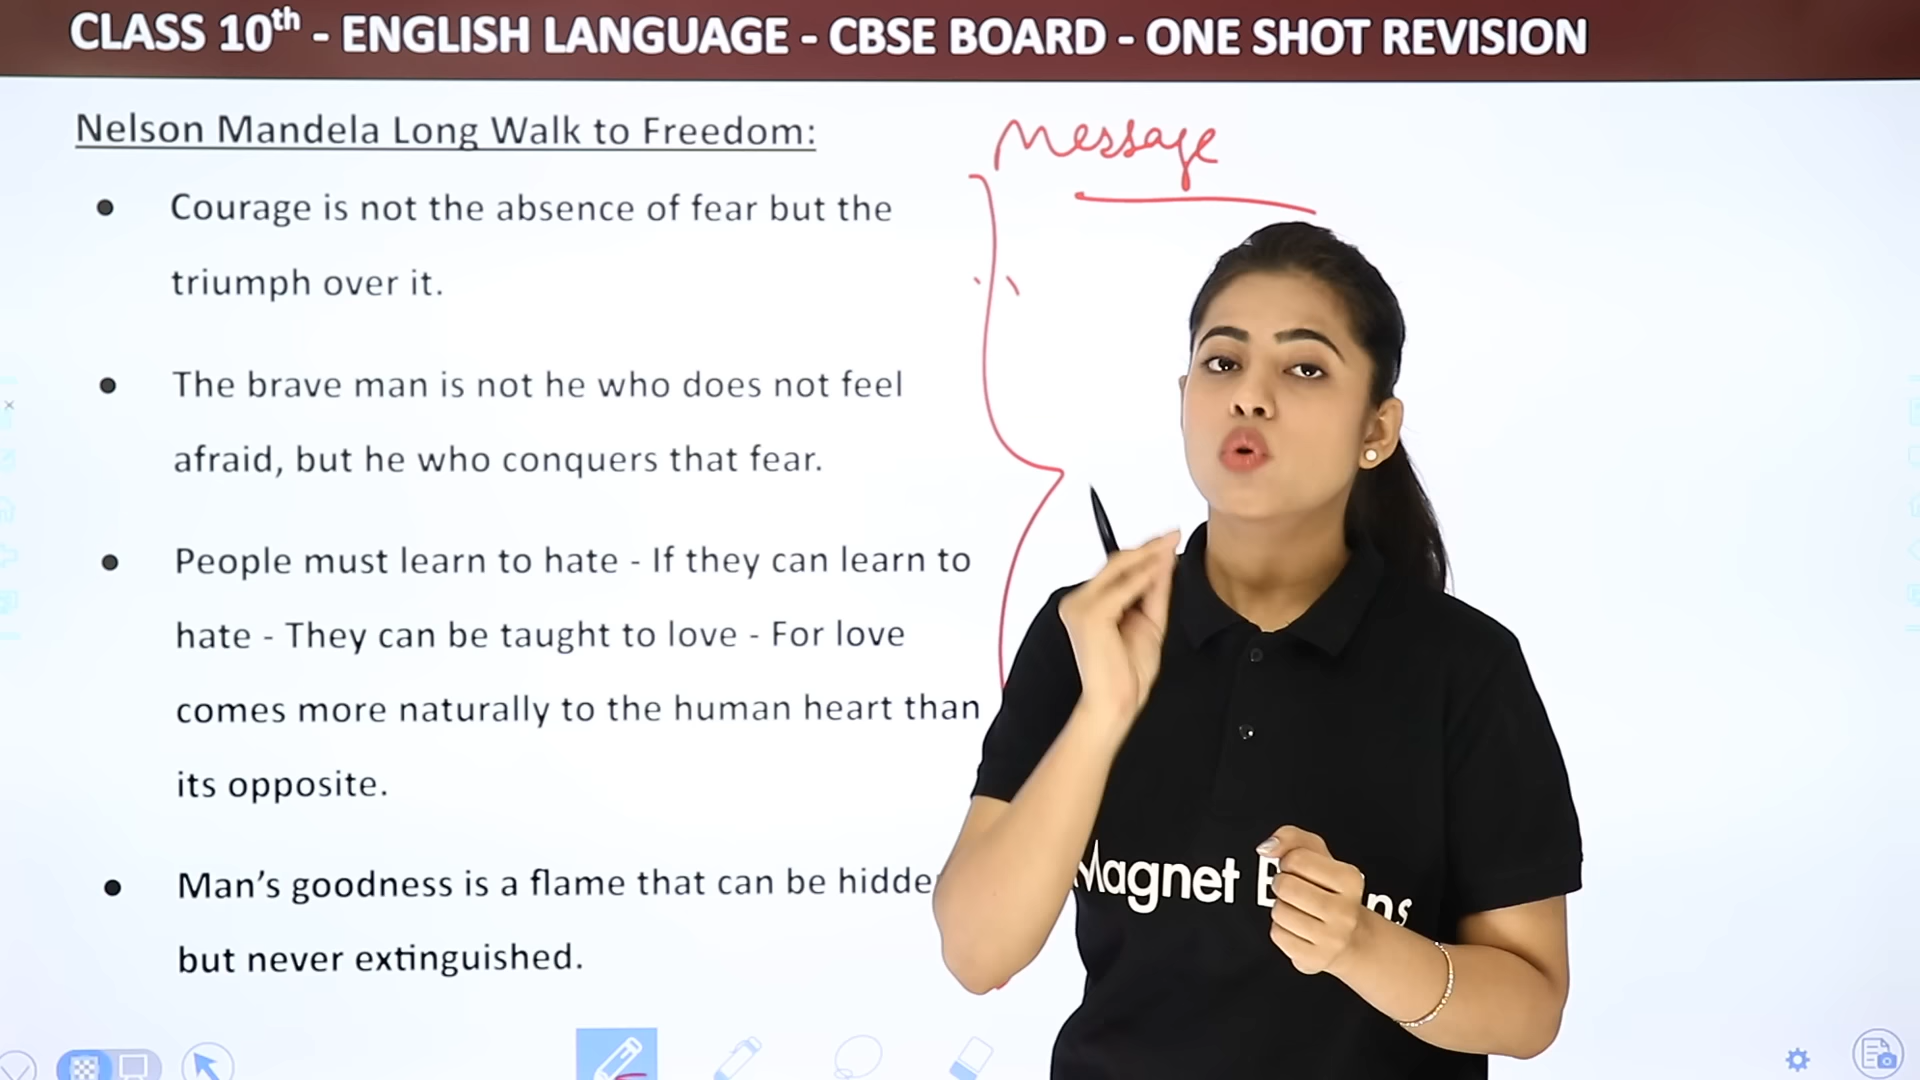 CLASS 10th - ENGLISH LANGUAGE - CBSE BOARD - ONE SHOT REVISION
Nelson Mandela Long Walk to Freedom:
Message
● Courage is not the absence of fear but the
triumph over it.
● The brave man is not he who does not feel
afraid, but he who conquers that fear.
● People must learn to hate - If they can learn to
hate - They can be taught to love - For love
comes more naturally to the human heart than
its opposite.
● Man's goodness is a flame that can be hidde
but never extinguished.
Magnet B ns